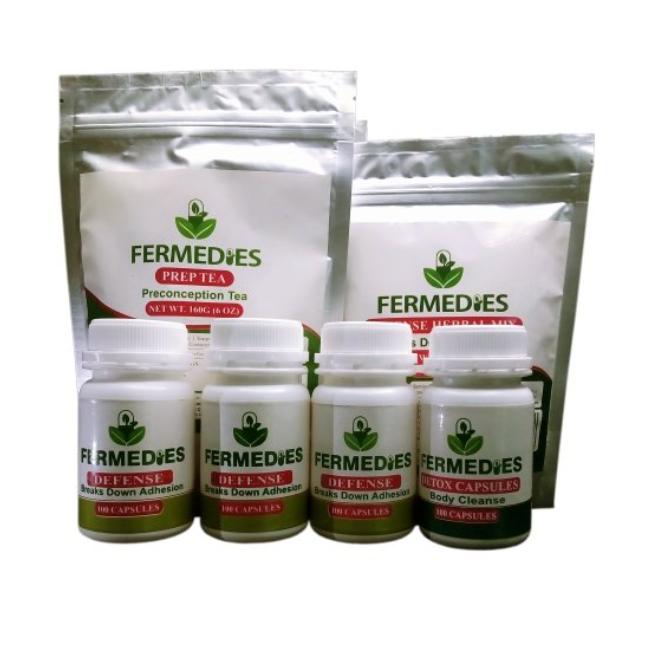 FERMEDIES
PREP TEA
Preconception Tea
NET WT. 160G (6 OZ)
FERMEDIES
HERBAL MIX
FERMEDIES
DEFENSE
Breaks Down Adhesion
100 CAPSULES
FERMEDIES
DEFENSE
Breaks Down Adhesion
100 CAPSULES
FERMEDIES
DEFENSE
Breaks Down Adhesion
100 CAPSULES
FERMEDIES
DETOX CAPSULES
Body Cleanse
100 CAPSULES